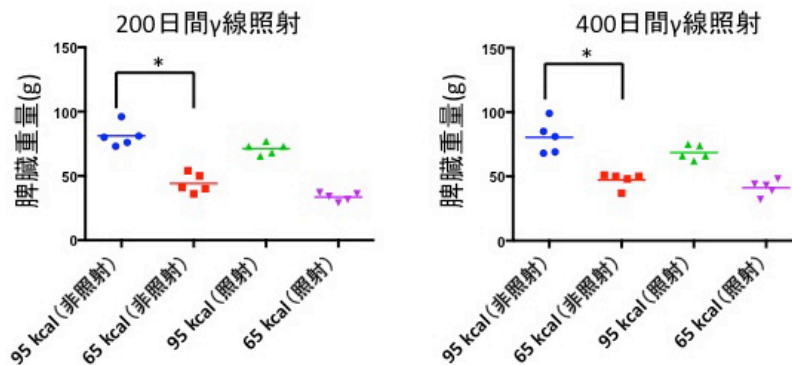 200日間γ線照射
脾臓重量(g)
150
100
50
0
*
95 kcal(非照射)
65 kcal(非照射)
95 kcal(照射)
65 kcal(照射)
400日間γ線照射
脾臓重量(g)
150
100
50
0
*
95 kcal(非照射)
65 kcal(非照射)
95 kcal(照射)
65 kcal(照射)